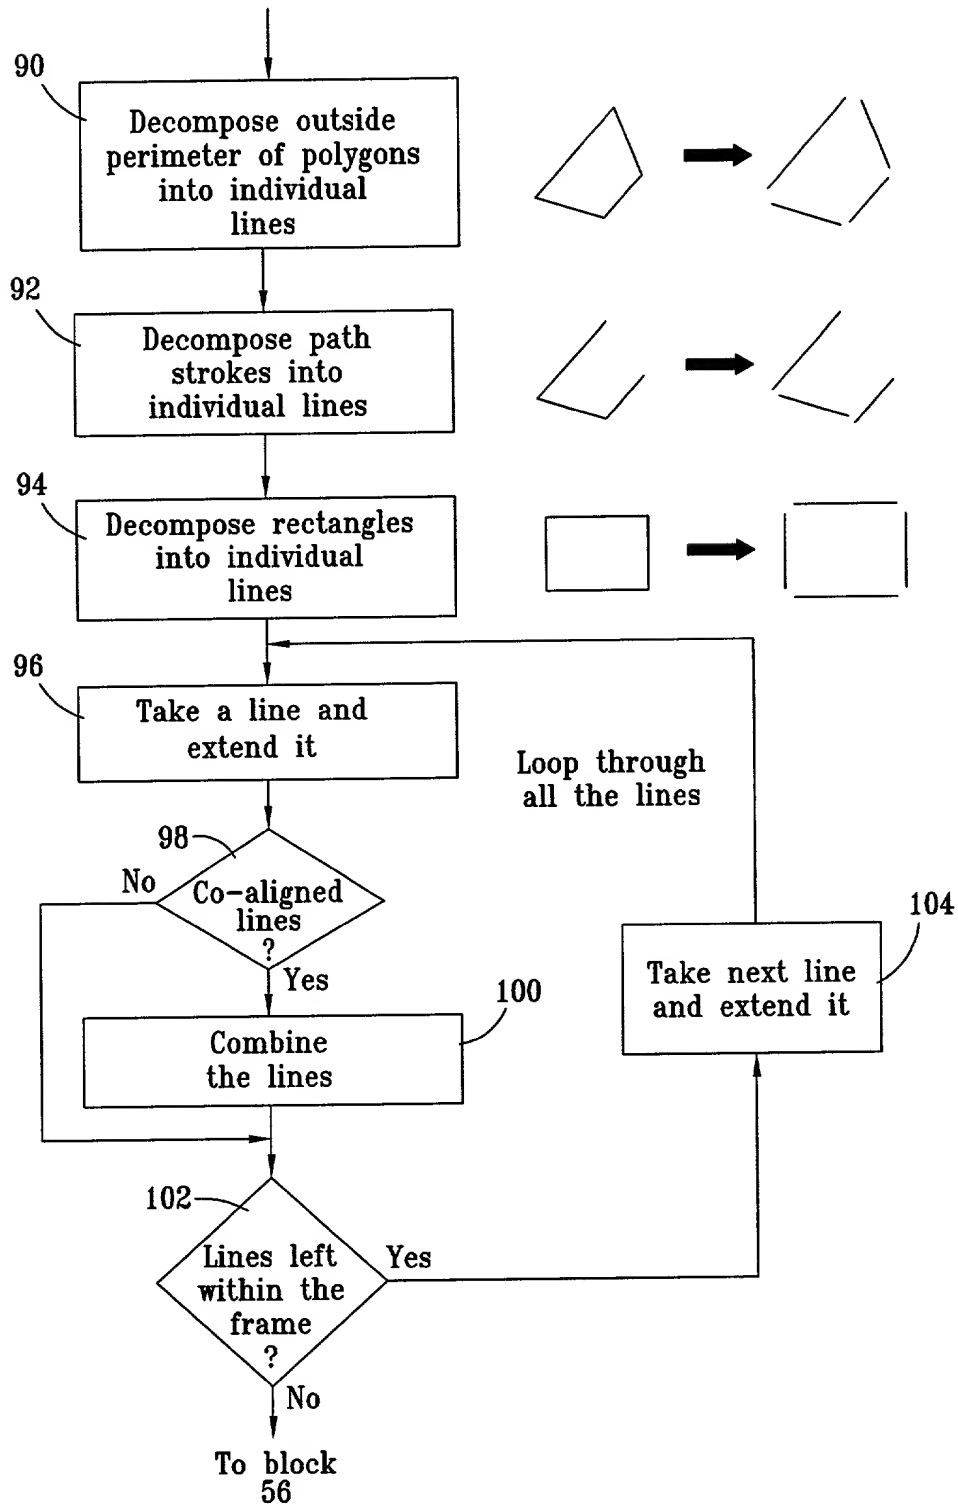 90
Decompose outside
perimeter of polygons
into individual
lines
92
Decompose path
strokes into
individual lines
94
Decompose rectangles
into individual
lines
96
Take a line and
extend it
Loop through
all the lines
98
No
Co-aligned
lines
?
Yes
104
Take next line
and extend it
100
Combine
the lines
102
Lines left
within the
frame
?
Yes
No
To block
56